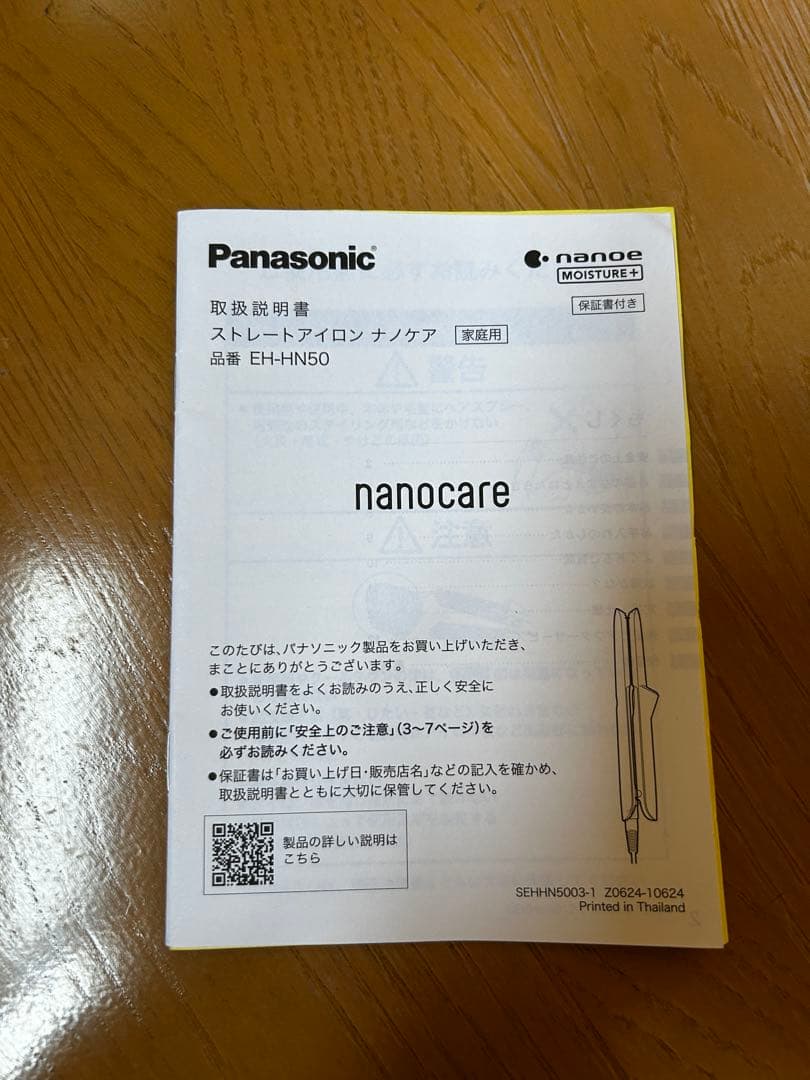 Panasonic®
nanoe
MOISTURE+
取扱説明書
保証書付き
ストレートアイロン ナノケア 家庭用
品番 EH-HN50
nanocare
このたびは、パナソニック製品をお買い上げいただき、
まことにありがとうございます。
●取扱説明書をよくお読みのうえ、正しく安全に
お使いください。
●ご使用前に「安全上のご注意」(3〜7ページ)を
必ずお読みください。
●保証書は「お買い上げ日・販売店名」などの記入を確かめ、
取扱説明書とともに大切に保管してください。
製品の詳しい説明は
こちら
SEHHN5003-1 Z0624-10624
Printed in Thailand